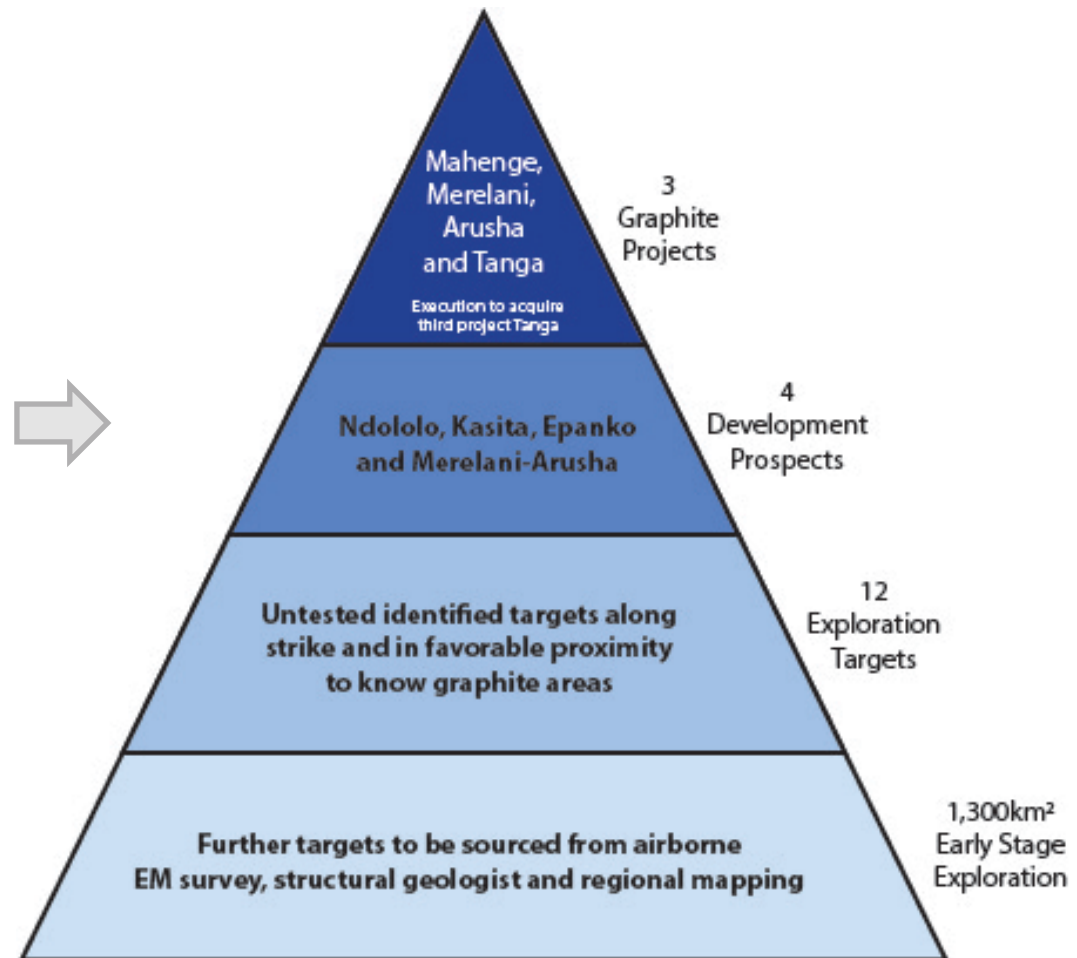 Mahenge,
Merelani,
Arusha
and Tanga
Execution to acquire
third project Tanga
3
Graphite
Projects
Ndololo, Kasita, Epanko
and Merelani-Arusha
4
Development
Prospects
Untested identified targets along
strike and in favorable proximity
to know graphite areas
12
Exploration
Targets
Further targets to be sourced from airborne
EM survey, structural geologist and regional mapping
1,300km²
Early Stage
Exploration